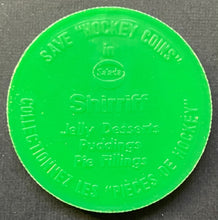 SAVE "HOCKEY COINS"
in
Salada
Shirriff
Jelly Desserts
Puddings
Pie Fillings
COLLECTIONNEZ LES "PIÈCES DE HOCKEY"